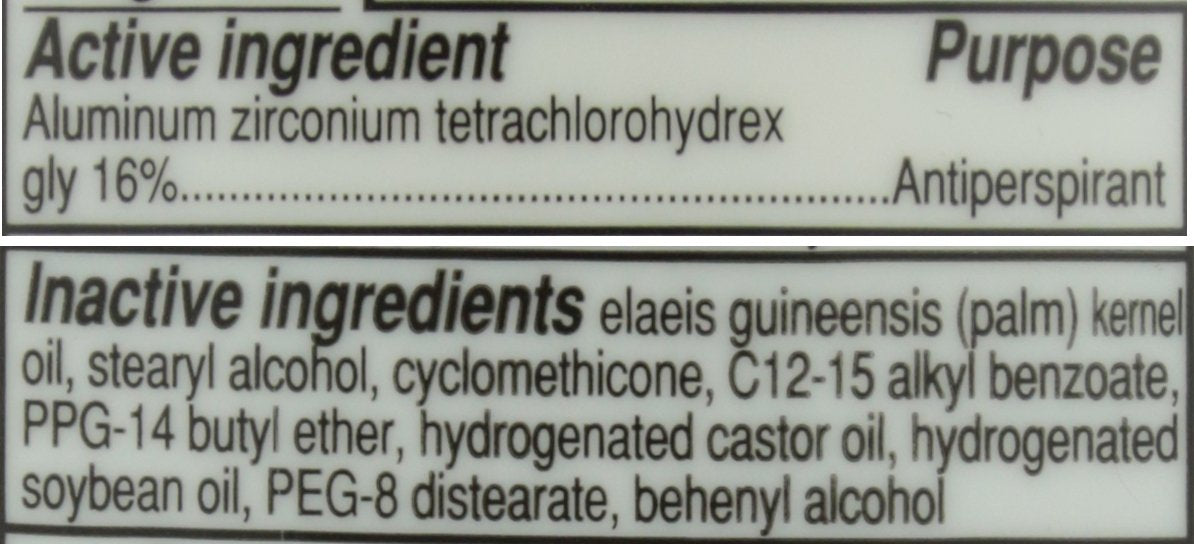 Active ingredient Purpose
Aluminum zirconium tetrachlorohydrex
gly 16%..........................................................Antiperspirant
Inactive ingredients elaeis guineensis (palm) kernel
oil, stearyl alcohol, cyclomethicone, C12-15 alkyl benzoate,
PPG-14 butyl ether, hydrogenated castor oil, hydrogenated
soybean oil, PEG-8 distearate, behenyl alcohol